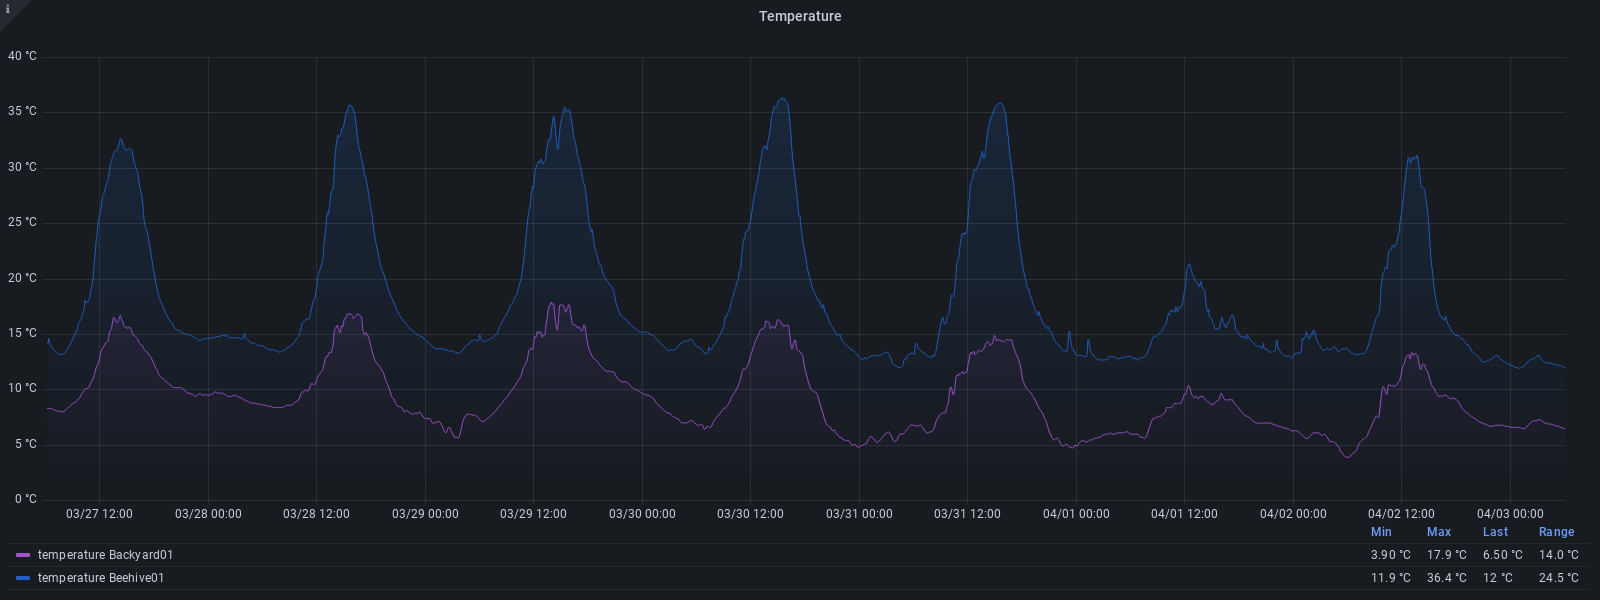 i
Temperature
40 °C
35 °C
30 °C
25 °C
20 °C
15 °C
10 °C
5 °C
0 °C
03/27 12:00 03/28 00:00 03/28 12:00 03/29 00:00 03/29 12:00 03/30 00:00 03/30 12:00 03/31 00:00 03/31 12:00 04/01 00:00 04/01 12:00 04/02 00:00 04/02 12:00 04/03 00:00
Min Max Last Range
temperature Backyard01 3.90 °C 17.9 °C 6.50 °C 14.0 °C
temperature Beehive01 11.9 °C 36.4 °C 12 °C 24.5 °C